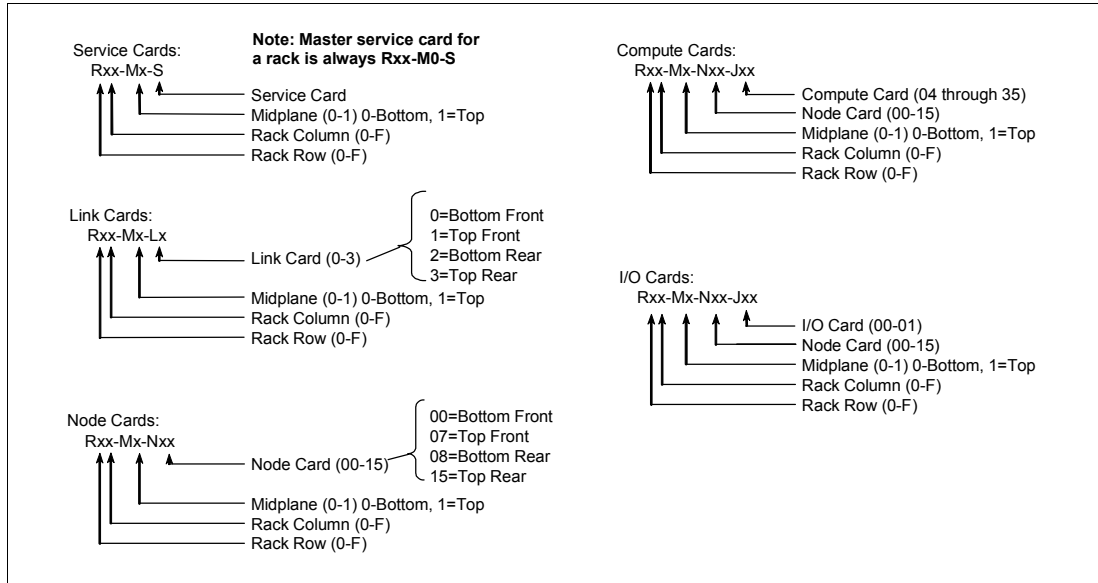 Service Cards:
Rxx-Mx-S
Note: Master service card for
a rack is always Rxx-M0-S
Service Card
Midplane (0-1) 0-Bottom, 1=Top
Rack Column (0-F)
Rack Row (0-F)
Link Cards:
Rxx-Mx-Lx
Link Card (0-3)
0=Bottom Front
1=Top Front
2=Bottom Rear
3=Top Rear
Midplane (0-1) 0-Bottom, 1=Top
Rack Column (0-F)
Rack Row (0-F)
Node Cards:
Rxx-Mx-Nxx
Node Card (00-15)
00=Bottom Front
07=Top Front
08=Bottom Rear
15=Top Rear
Midplane (0-1) 0-Bottom, 1=Top
Rack Column (0-F)
Rack Row (0-F)
Compute Cards:
Rxx-Mx-Nxx-Jxx
Compute Card (04 through 35)
Node Card (00-15)
Midplane (0-1) 0-Bottom, 1=Top
Rack Column (0-F)
Rack Row (0-F)
I/O Cards:
Rxx-Mx-Nxx-Jxx
I/O Card (00-01)
Node Card (00-15)
Midplane (0-1) 0-Bottom, 1=Top
Rack Column (0-F)
Rack Row (0-F)